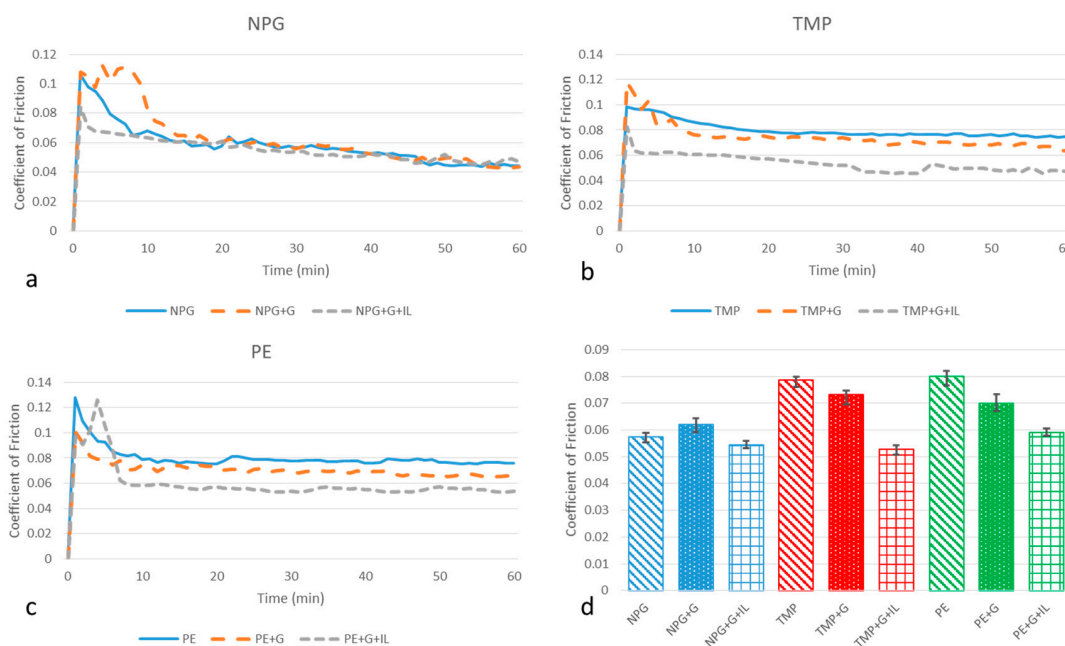 NPG
Coefficient of Friction
0.12
0.1
0.08
0.06
0.04
0.02
0
0 10 20 30 40 50 60
Time (min)
a
NPG NPG+G NPG+G+IL
TMP
Coefficient of Friction
0.14
0.12
0.1
0.08
0.06
0.04
0.02
0
0 10 20 30 40 50 60
Time (min)
b
TMP TMP+G TMP+G+IL
PE
Coefficient of Friction
0.14
0.12
0.1
0.08
0.06
0.04
0.02
0
0 10 20 30 40 50 60
Time (min)
c
PE PE+G PE+G+IL
Coefficient of Friction
0.09
0.08
0.07
0.06
0.05
0.04
0.03
0.02
0.01
0
d
NPG NPG+G NPG+G+IL TMP TMP+G TMP+G+IL PE PE+G PE+G+IL